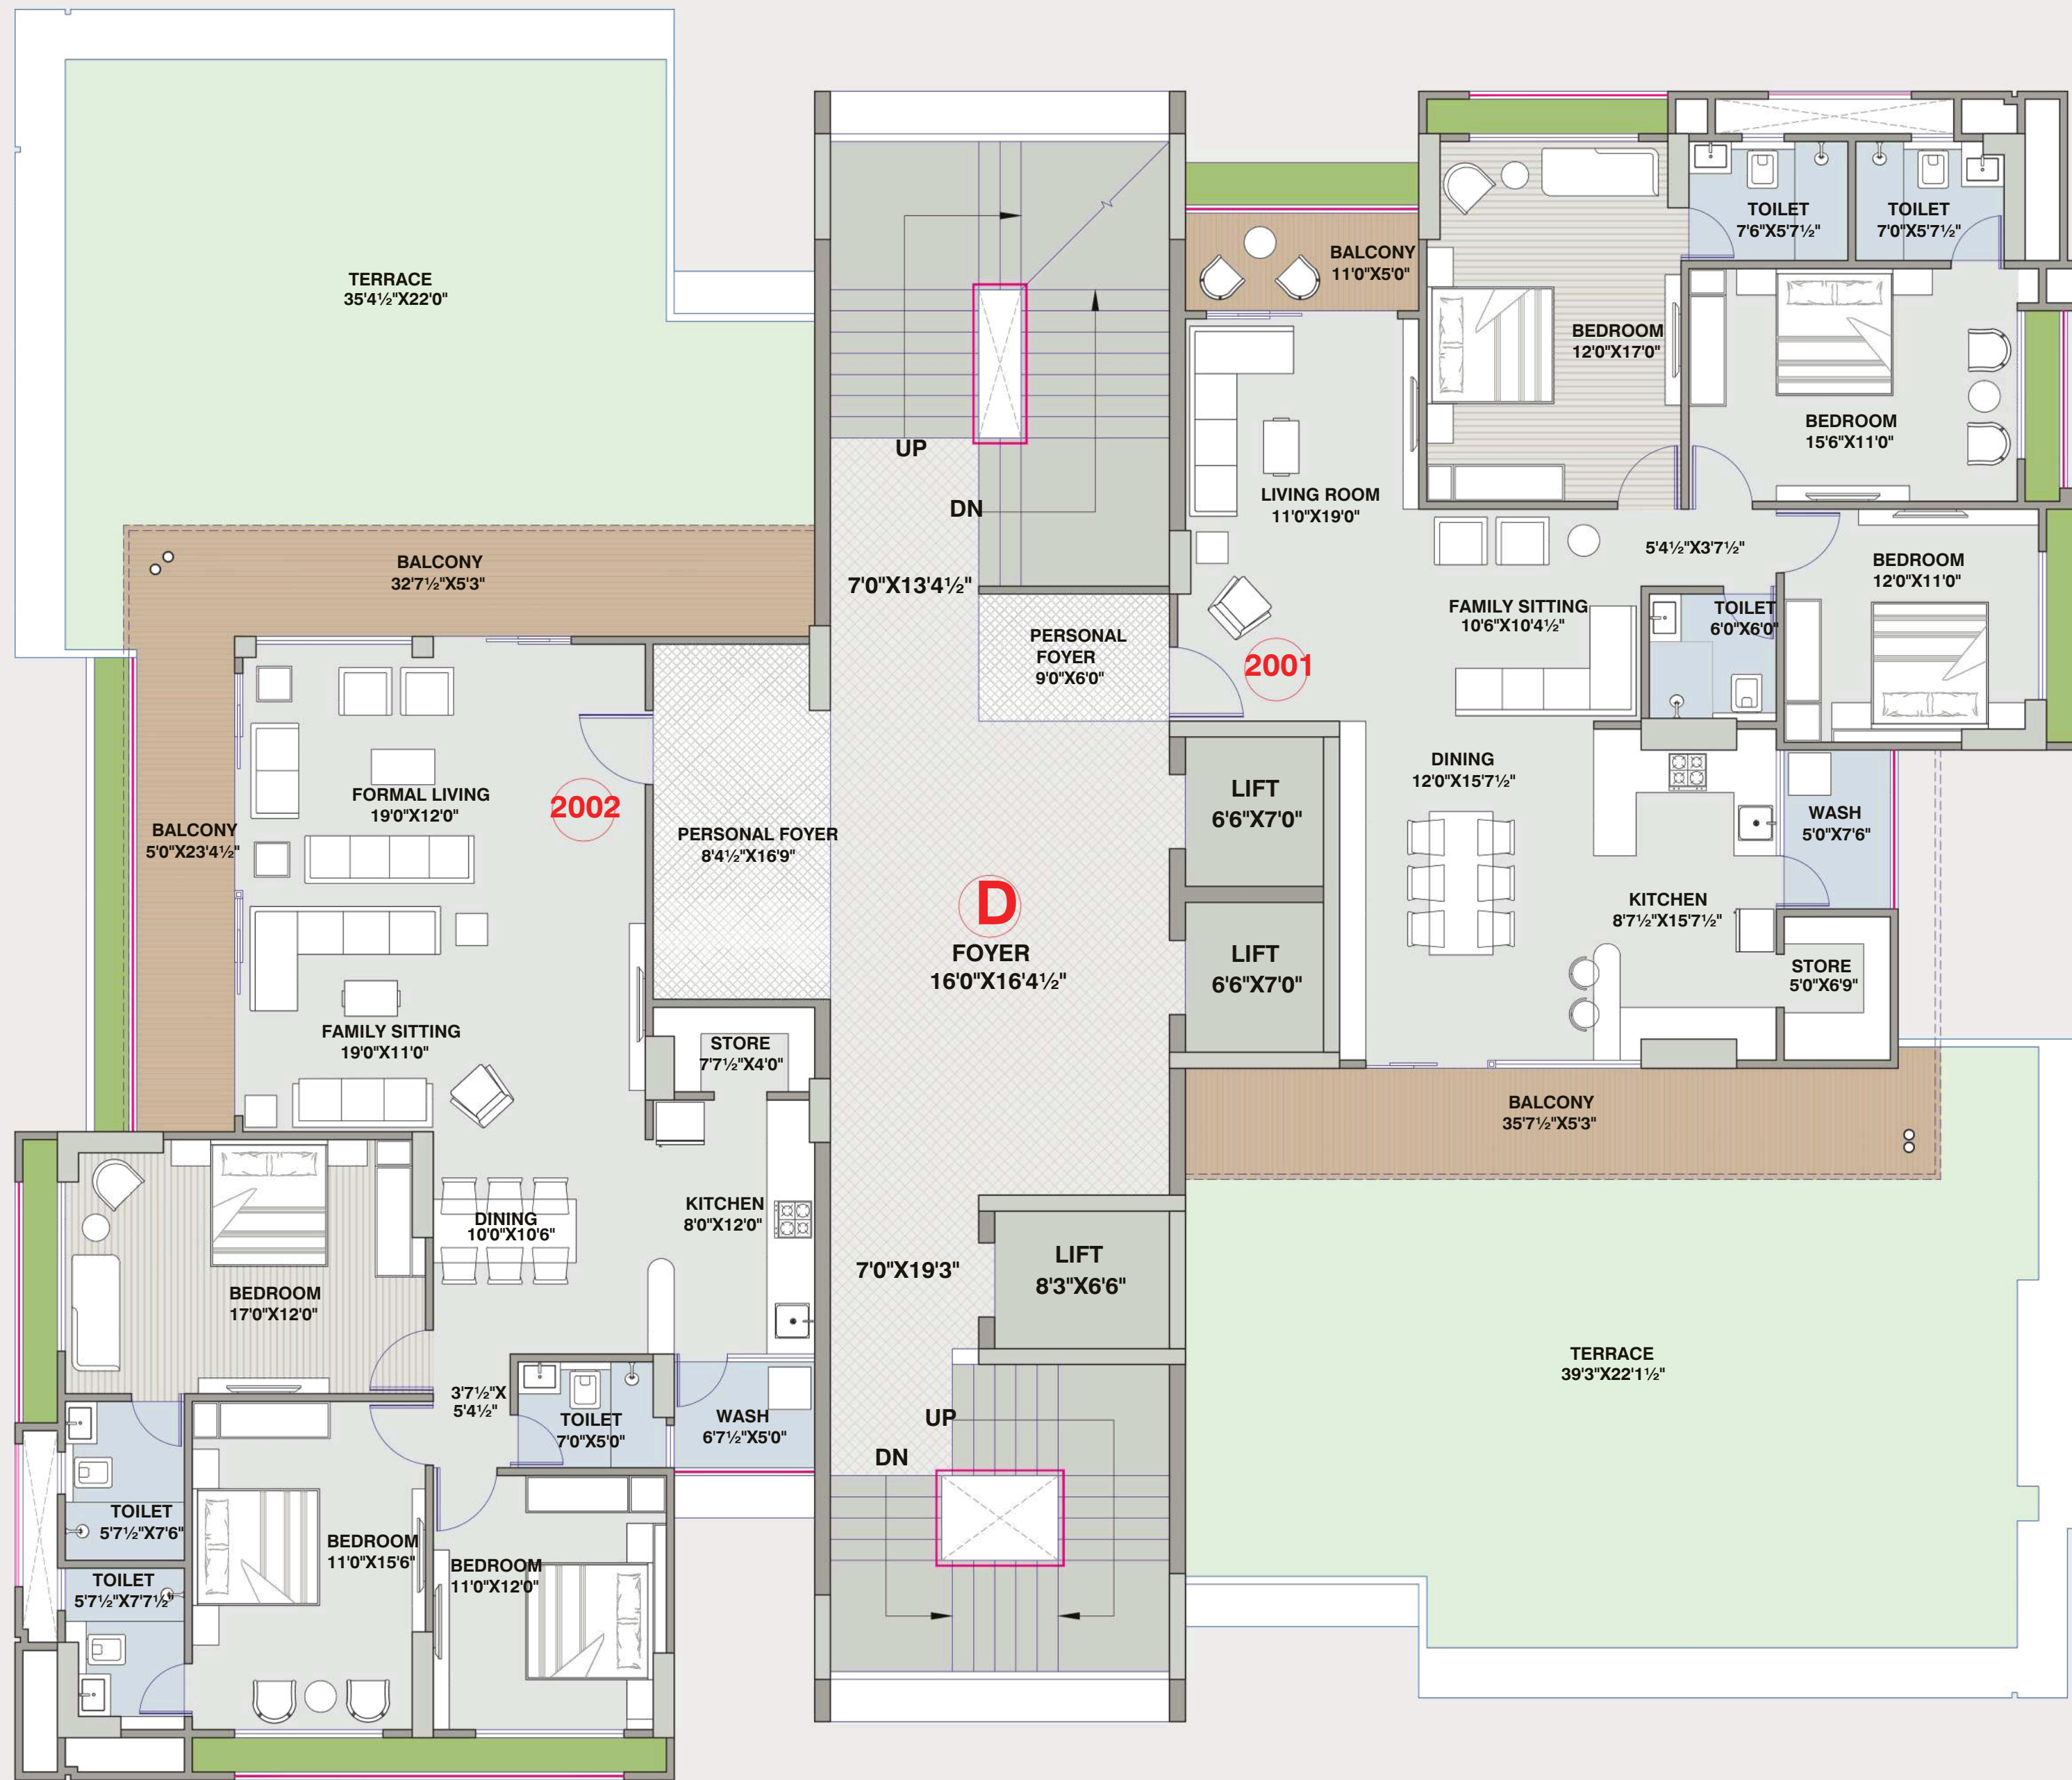 TERRACE
35'4½"X22'0"
BALCONY
32'7½"X5'3"
BALCONY
5'0"X23'4½"
FORMAL LIVING
19'0"X12'0"
2002
PERSONAL FOYER
8'4½"X16'9"
FAMILY SITTING
19'0"X11'0"
STORE
7'7½"X4'0"
KITCHEN
8'0"X12'0"
DINING
10'0"X10'6"
BEDROOM
17'0"X12'0"
3'7½"X
5'4½"
TOILET
7'0"X5'0"
WASH
6'7½"X5'0"
TOILET
5'7½"X7'6"
TOILET
5'7½"X7'7½"
BEDROOM
11'0"X15'6"
BEDROOM
11'0"X12'0"
UP
DN
7'0"X13'4½"
PERSONAL
FOYER
9'0"X6'0"
D
FOYER
16'0"X16'4½"
LIFT
6'6"X7'0"
LIFT
6'6"X7'0"
7'0"X19'3"
LIFT
8'3"X6'6"
UP
DN
BALCONY
11'0"X5'0"
LIVING ROOM
11'0"X19'0"
2001
BEDROOM
12'0"X17'0"
TOILET
7'6"X5'7½"
TOILET
7'0"X5'7½"
BEDROOM
15'6"X11'0"
5'4½"X3'7½"
BEDROOM
12'0"X11'0"
FAMILY SITTING
10'6"X10'4½"
TOILET
6'0"X6'0"
DINING
12'0"X15'7½"
WASH
5'0"X7'6"
KITCHEN
8'7½"X15'7½"
STORE
5'0"X6'9"
BALCONY
35'7½"X5'3"
TERRACE
39'3"X22'1½"